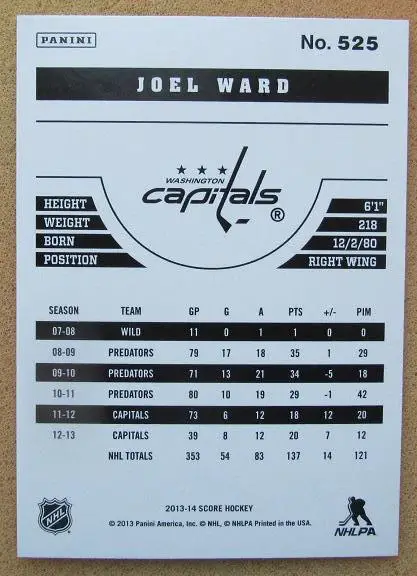 PANINI No. 525
JOEL WARD
WASHINGTON
capitals ®
HEIGHT 6'1"
WEIGHT 218
BORN 12/2/80
POSITION RIGHT WING
SEASON TEAM GP G A PTS +/- PIM
07-08 WILD 11 0 1 1 0 0
08-09 PREDATORS 79 17 18 35 1 29
09-10 PREDATORS 71 13 21 34 -5 18
10-11 PREDATORS 80 10 19 29 -1 42
11-12 CAPITALS 73 6 12 18 12 20
12-13 CAPITALS 39 8 12 20 7 12
NHL TOTALS 353 54 83 137 14 121
2013-14 SCORE HOCKEY
© 2013 Panini America, Inc. © NHL, © NHLPA Printed in the USA.
NHL
NHLPA